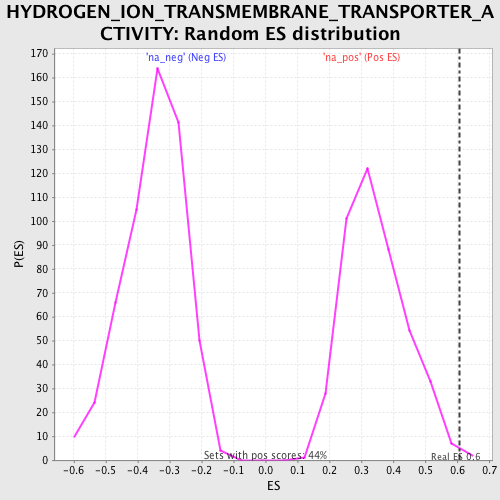 HYDROGEN_ION_TRANSMEMBRANE_TRANSPORTER_A
CTIVITY: Random ES distribution
'na_neg' (Neg ES) 'na_pos' (Pos ES)
170
160
150
140
130
120
110
100
90
80
70
60
50
40
30
20
10
0
P(ES)
Sets with pos scores: 44%
Real ES 0.6
-0.6 -0.5 -0.4 -0.3 -0.2 -0.1 0.0 0.1 0.2 0.3 0.4 0.5 0.6 0.7
ES